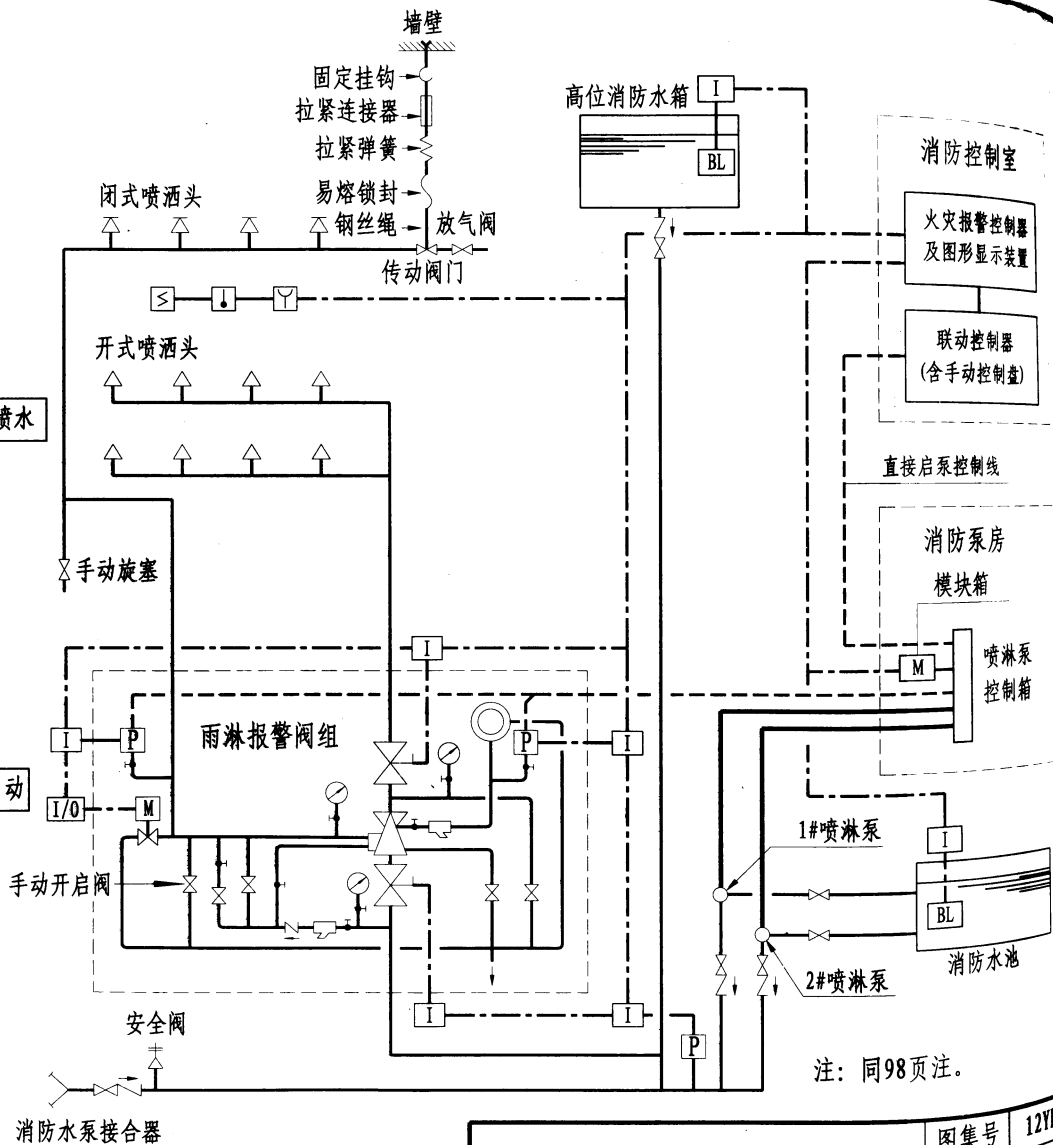 墙壁
固定挂钩
拉紧连接器
拉紧弹簧
易熔锁封
钢丝绳
放气阀
传动阀门
闭式喷洒头
开式喷洒头
喷水
手动旋塞
高位消防水箱
I
BL
消防控制室
火灾报警控制器
及图形显示装置
联动控制器
(含手动控制盘)
直接启泵控制线
消防泵房
模块箱
M
喷淋泵
控制箱
I
雨淋报警阀组
I
P
P
I
动
I/O
M
手动开启阀
1#喷淋泵
I
BL
消防水池
2#喷淋泵
I
I
P
安全阀
消防水泵接合器
注：同98页注。
图集号